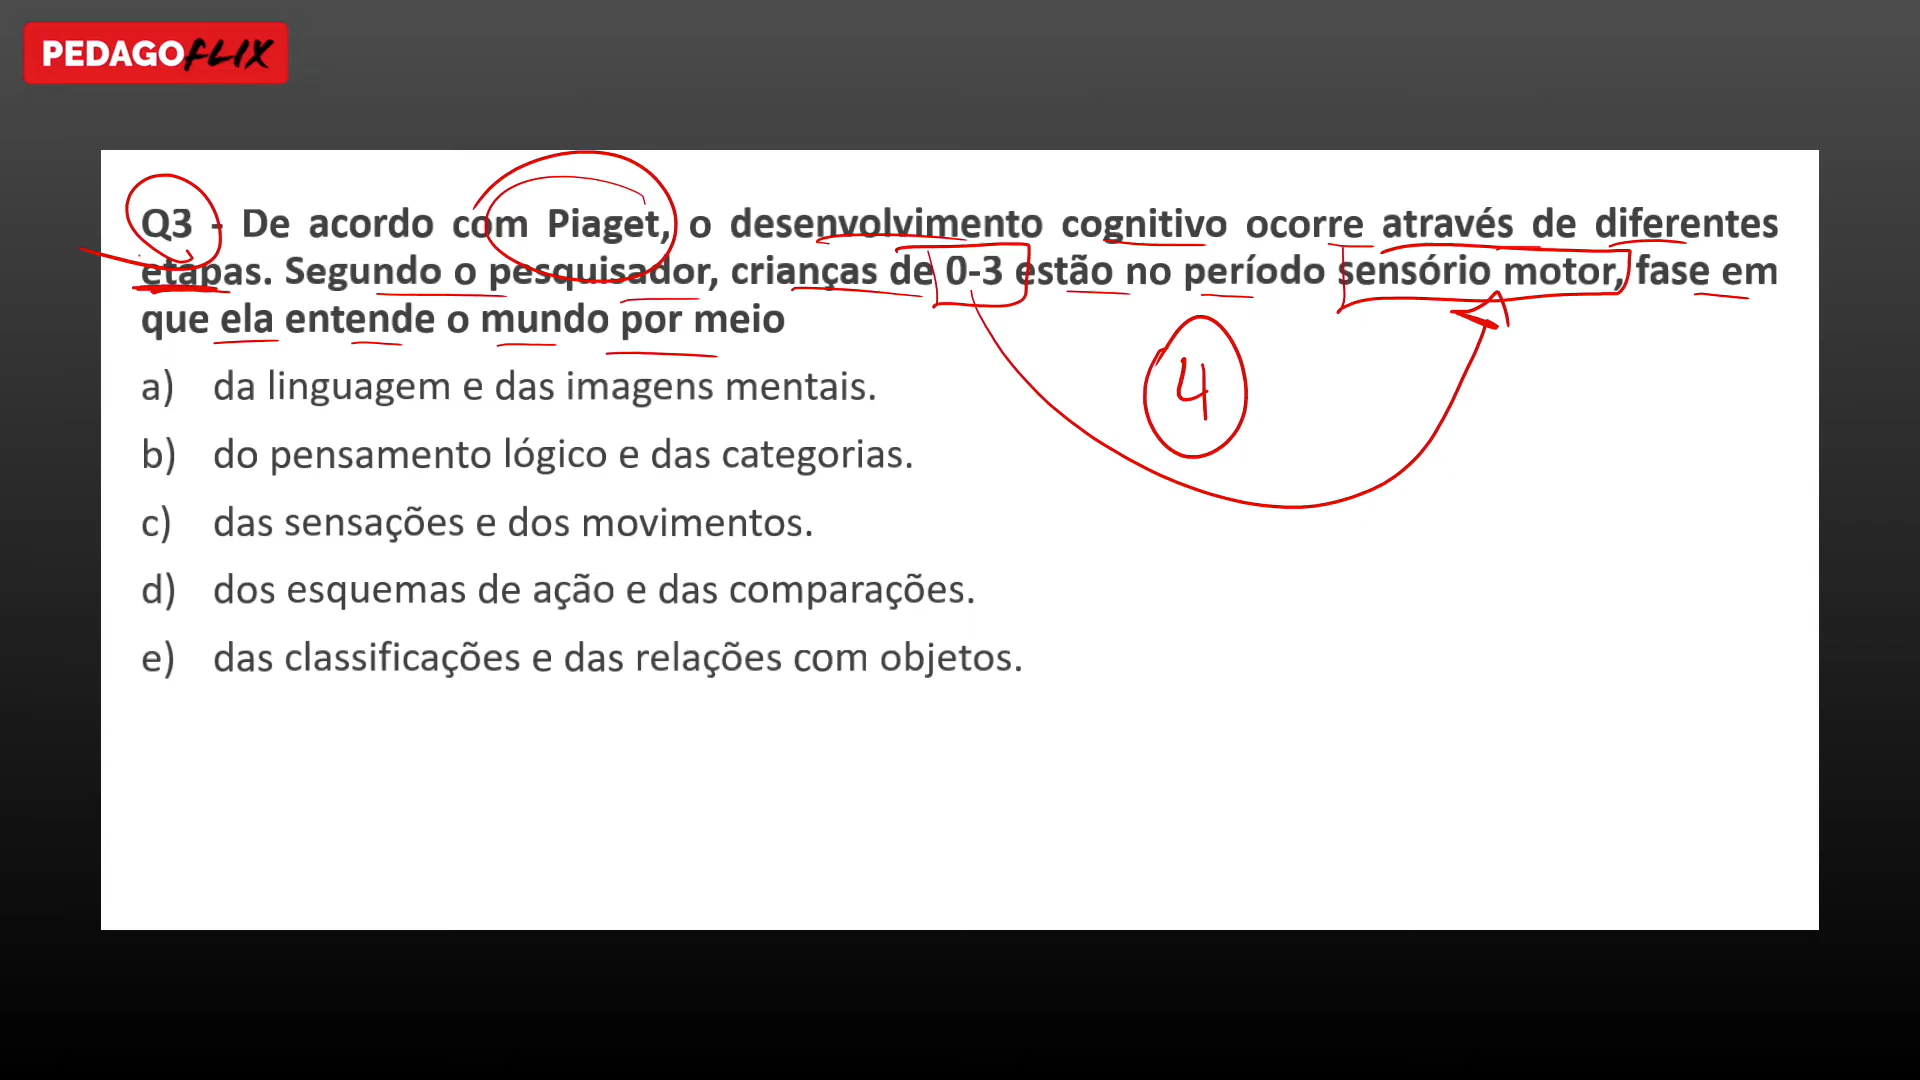 PEDAGOFLIX
Q3 - De acordo com Piaget, o desenvolvimento cognitivo ocorre através de diferentes
etapas. Segundo o pesquisador, crianças de 0-3 estão no período sensório motor, fase em
que ela entende o mundo por meio
4
a) da linguagem e das imagens mentais.
b) do pensamento lógico e das categorias.
c) das sensações e dos movimentos.
d) dos esquemas de ação e das comparações.
e) das classificações e das relações com objetos.